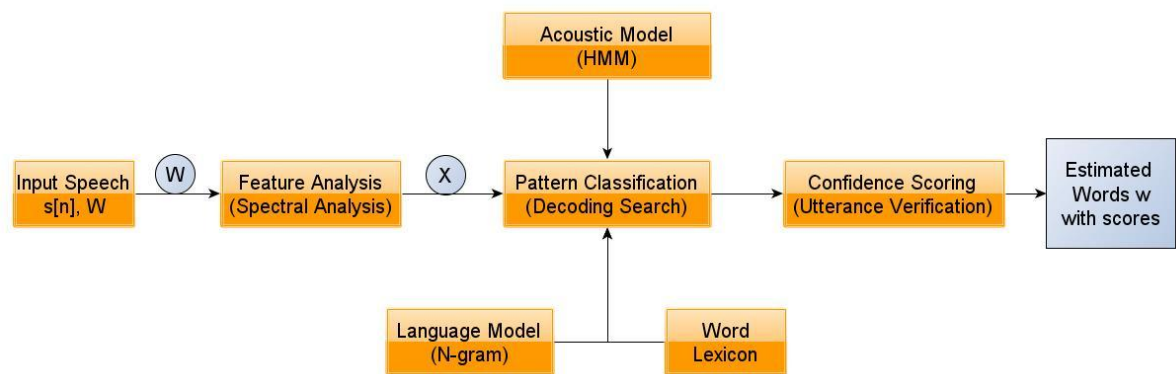 Acoustic Model
(HMM)
Input Speech
s[n], W
W
Feature Analysis
(Spectral Analysis)
X
Pattern Classification
(Decoding Search)
Confidence Scoring
(Utterance Verification)
Estimated
Words w
with scores
Language Model
(N-gram)
Word
Lexicon